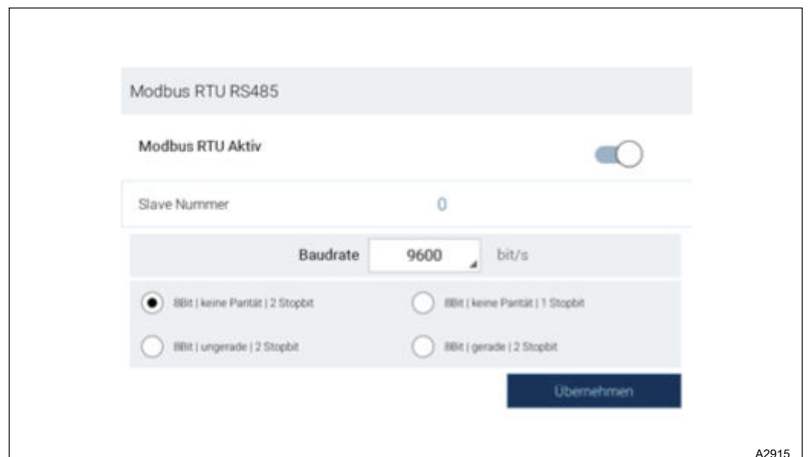 Modbus RTU RS485
Modbus RTU Aktiv
Slave Nummer 0
Baudrate 9600 bit/s
8Bit | keine Parität | 2 Stopbit 8Bit | keine Parität | 1 Stopbit
8Bit | ungerade | 2 Stopbit 8Bit | gerade | 2 Stopbit
Übernehmen
A2915